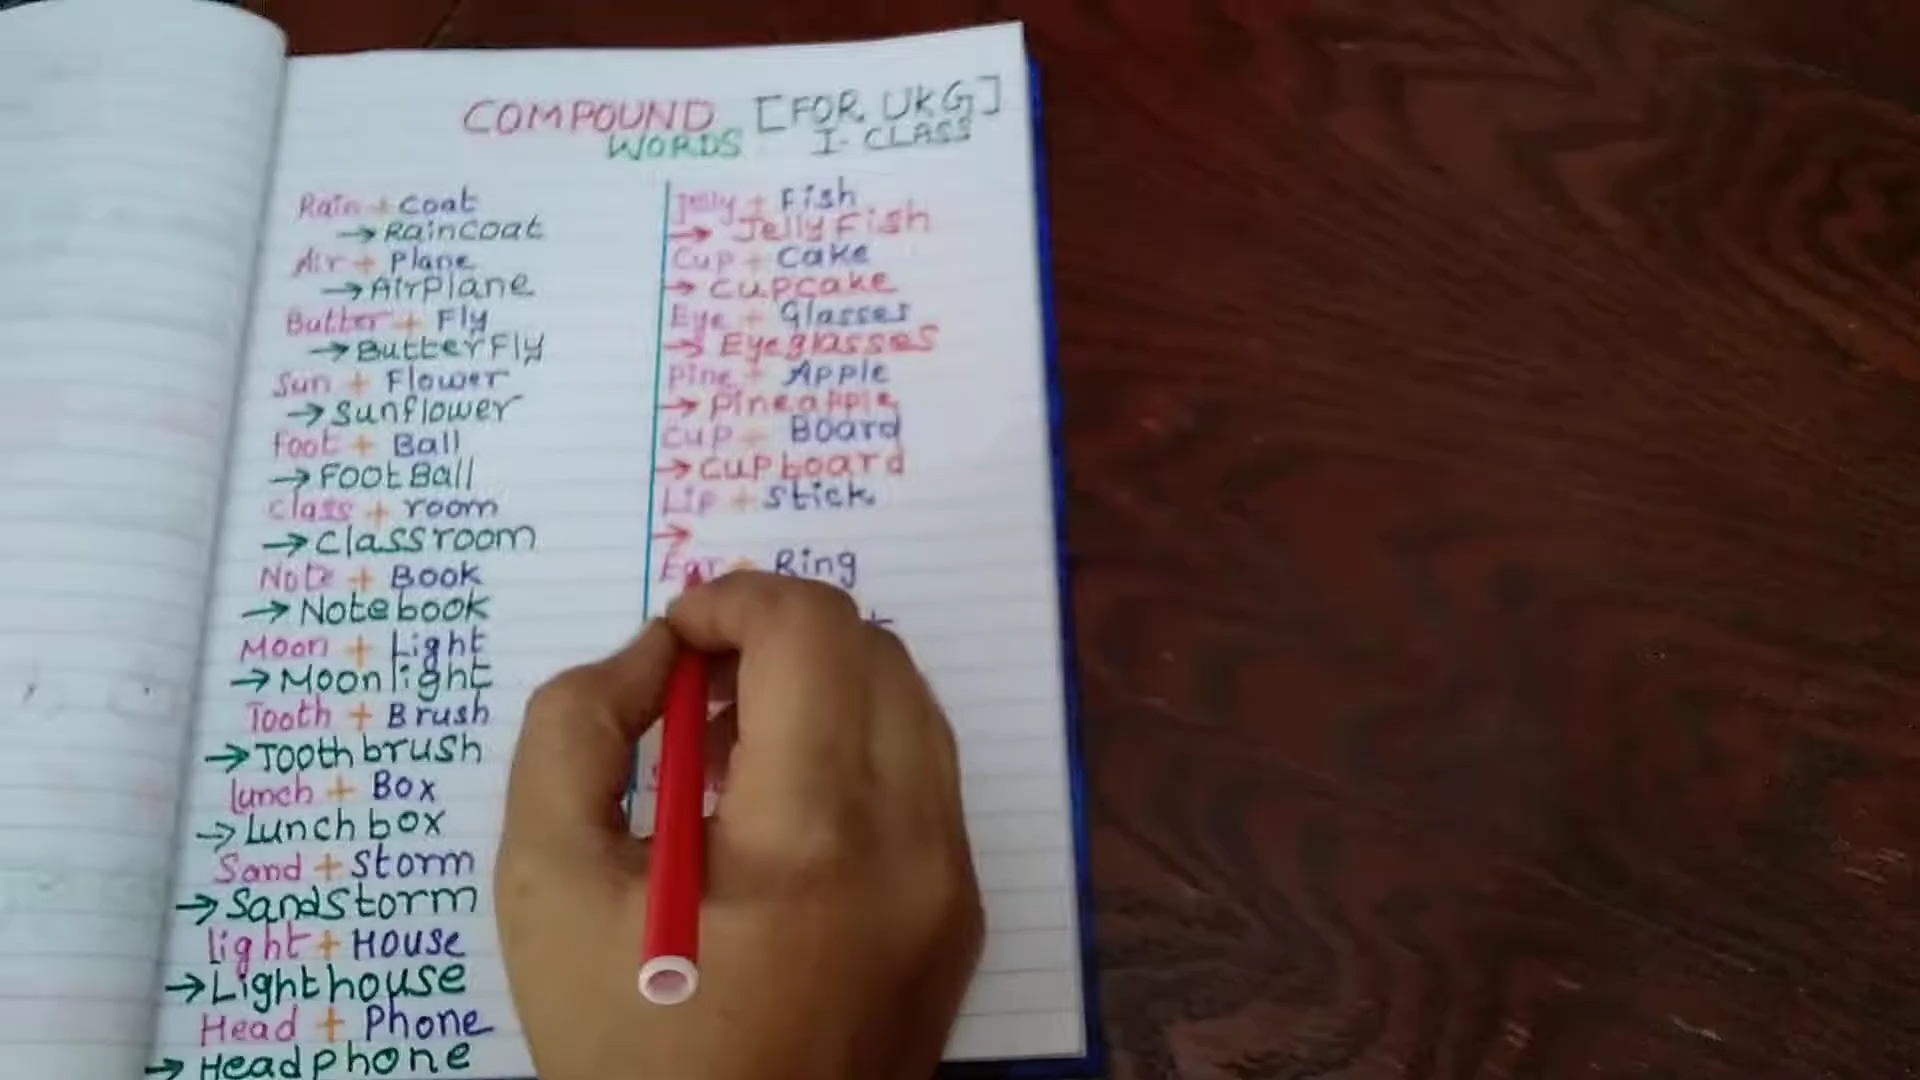 COMPOUND [FOR UKG]
WORDS I-CLASS
Rain + Coat
→ RainCoat
Air + Plane
→ AirPlane
Butter + Fly
→ ButterFly
Sun + Flower
→ Sunflower
Foot + Ball
→ FootBall
Class + room
→ Classroom
Note + Book
→ Notebook
Moon + Light
→ Moonlight
Tooth + Brush
→ Toothbrush
lunch + Box
→ Lunchbox
Sand + Storm
→ Sandstorm
light + House
→ Lighthouse
Head + Phone
→ Headphone
Jelly + Fish
→ JellyFish
Cup + Cake
→ Cupcake
Eye + Glasses
→ Eyeglasses
Pine + Apple
→ Pineapple
Cup + Board
→ Cupboard
Lip + Stick
→
Ear + Ring